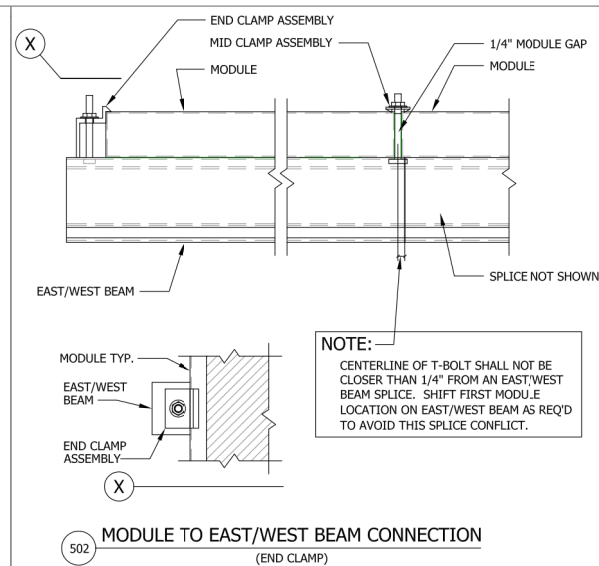 X
END CLAMP ASSEMBLY
MID CLAMP ASSEMBLY
MODULE
1/4" MODULE GAP
MODULE
EAST/WEST BEAM
SPLICE NOT SHOWN
MODULE TYP.
EAST/WEST
BEAM
END CLAMP
ASSEMBLY
X
NOTE:
CENTERLINE OF T-BOLT SHALL NOT BE
CLOSER THAN 1/4" FROM AN EAST/WEST
BEAM SPLICE. SHIFT FIRST MODULE
LOCATION ON EAST/WEST BEAM AS REQ'D
TO AVOID THIS SPLICE CONFLICT.
502
MODULE TO EAST/WEST BEAM CONNECTION
(END CLAMP)